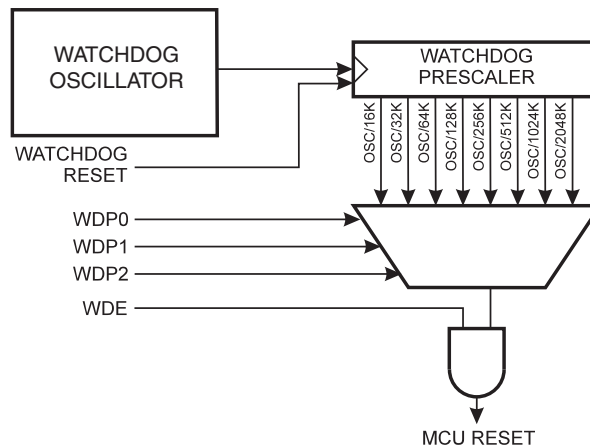 WATCHDOG
OSCILLATOR
WATCHDOG
PRESCALER
WATCHDOG
RESET
OSC/16K
OSC/32K
OSC/64K
OSC/128K
OSC/256K
OSC/512K
OSC/1024K
OSC/2048K
WDP0
WDP1
WDP2
WDE
MCU RESET